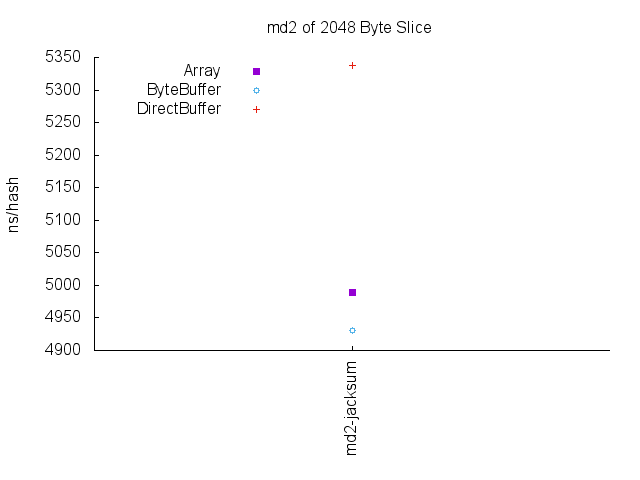 md2 of 2048 Byte Slice
ns/hash
5350
5300
5250
5200
5150
5100
5050
5000
4950
4900
Array
ByteBuffer
DirectBuffer
md2-jacksum